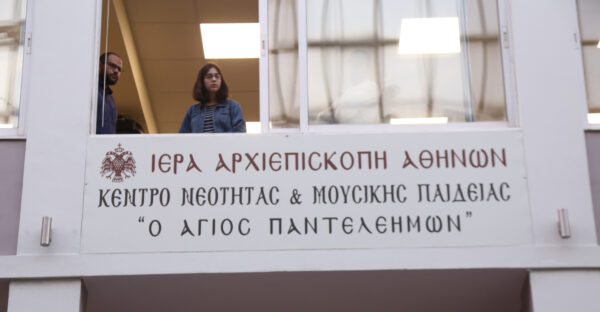 ΙΕΡΑ ΑΡΧΙΕΠΙΣΚΟΠΗ ΑΘΗΝΩΝ
ΚΕΝΤΡΟ ΝΕΟΤΗΤΑΣ & ΜΟΥΣΙΚΗΣ ΠΑΙΔΕΙΑΣ
“Ο ΑΓΙΟΣ ΠΑΝΤΕΛΕΗΜΩΝ”